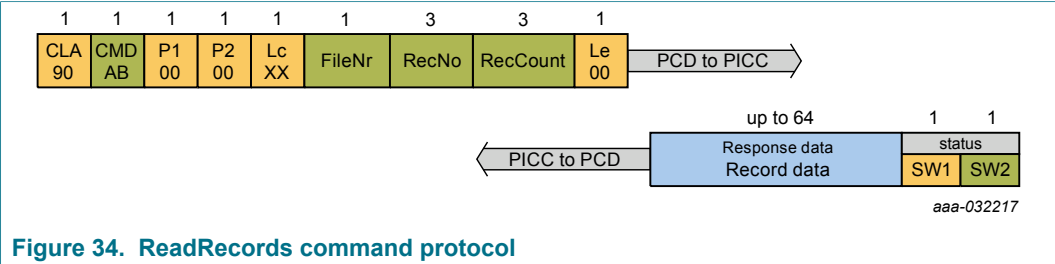 1 1 1 1 1 1 3 3 1
CLA CMD P1 P2 Lc FileNr RecNo RecCount Le PCD to PICC
90 AB 00 00 XX 00
up to 64 1 1
PICC to PCD Response data status
Record data SW1 SW2
aaa-032217
Figure 34. ReadRecords command protocol